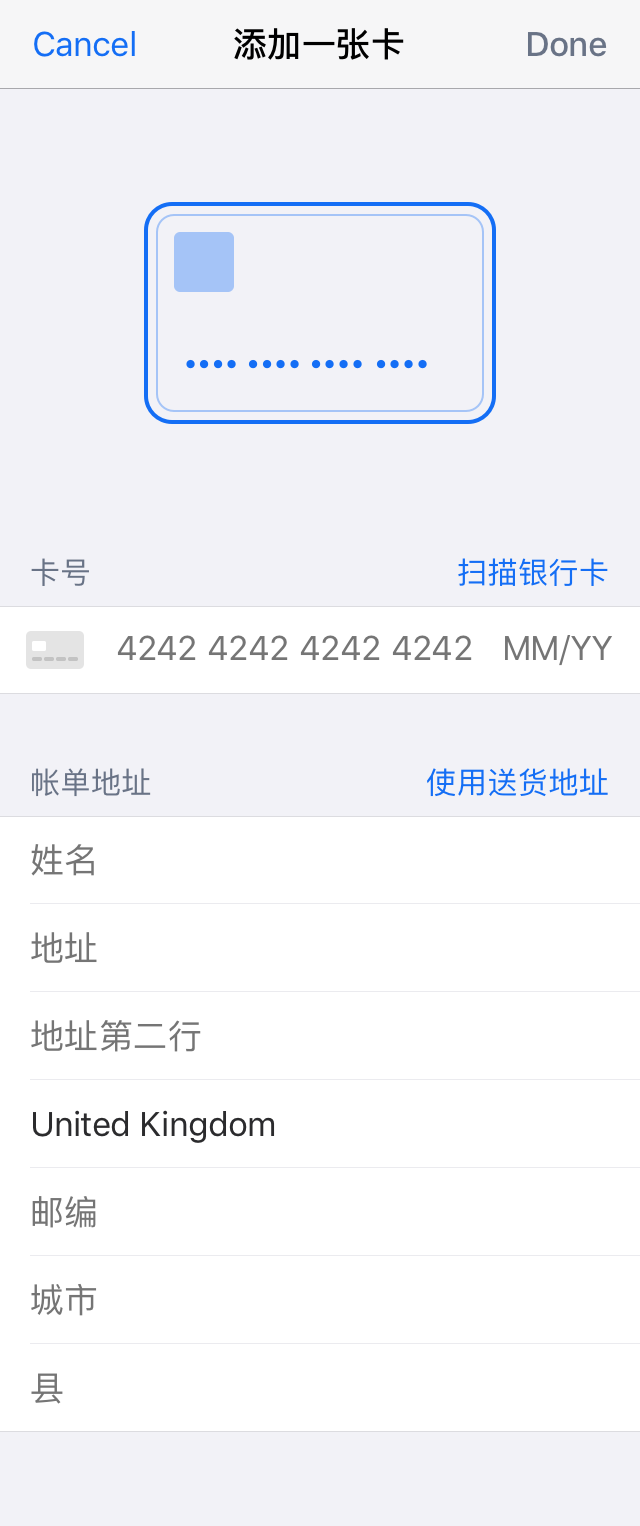 Cancel 添加一张卡 Done
卡号 扫描银行卡
4242 4242 4242 4242 MM/YY
帐单地址 使用送货地址
姓名
地址
地址第二行
United Kingdom
邮编
城市
县